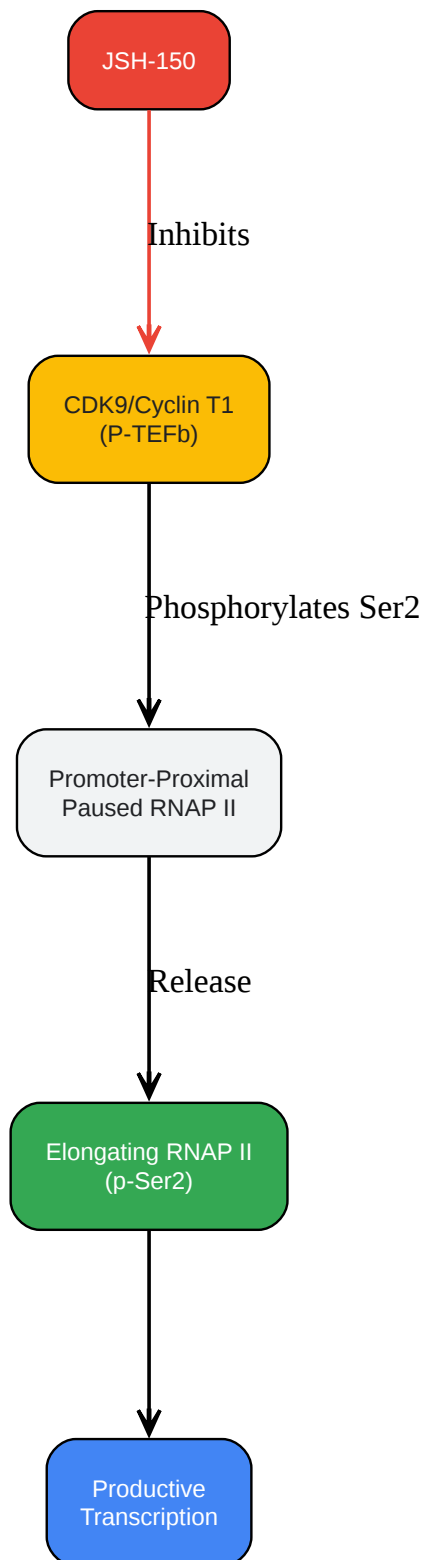 JSH-150
Inhibits
CDK9/Cyclin T1
(P-TEFb)
Phosphorylates Ser2
Promoter-Proximal
Paused RNAP II
Release
Elongating RNAP II
(p-Ser2)
Productive
Transcription